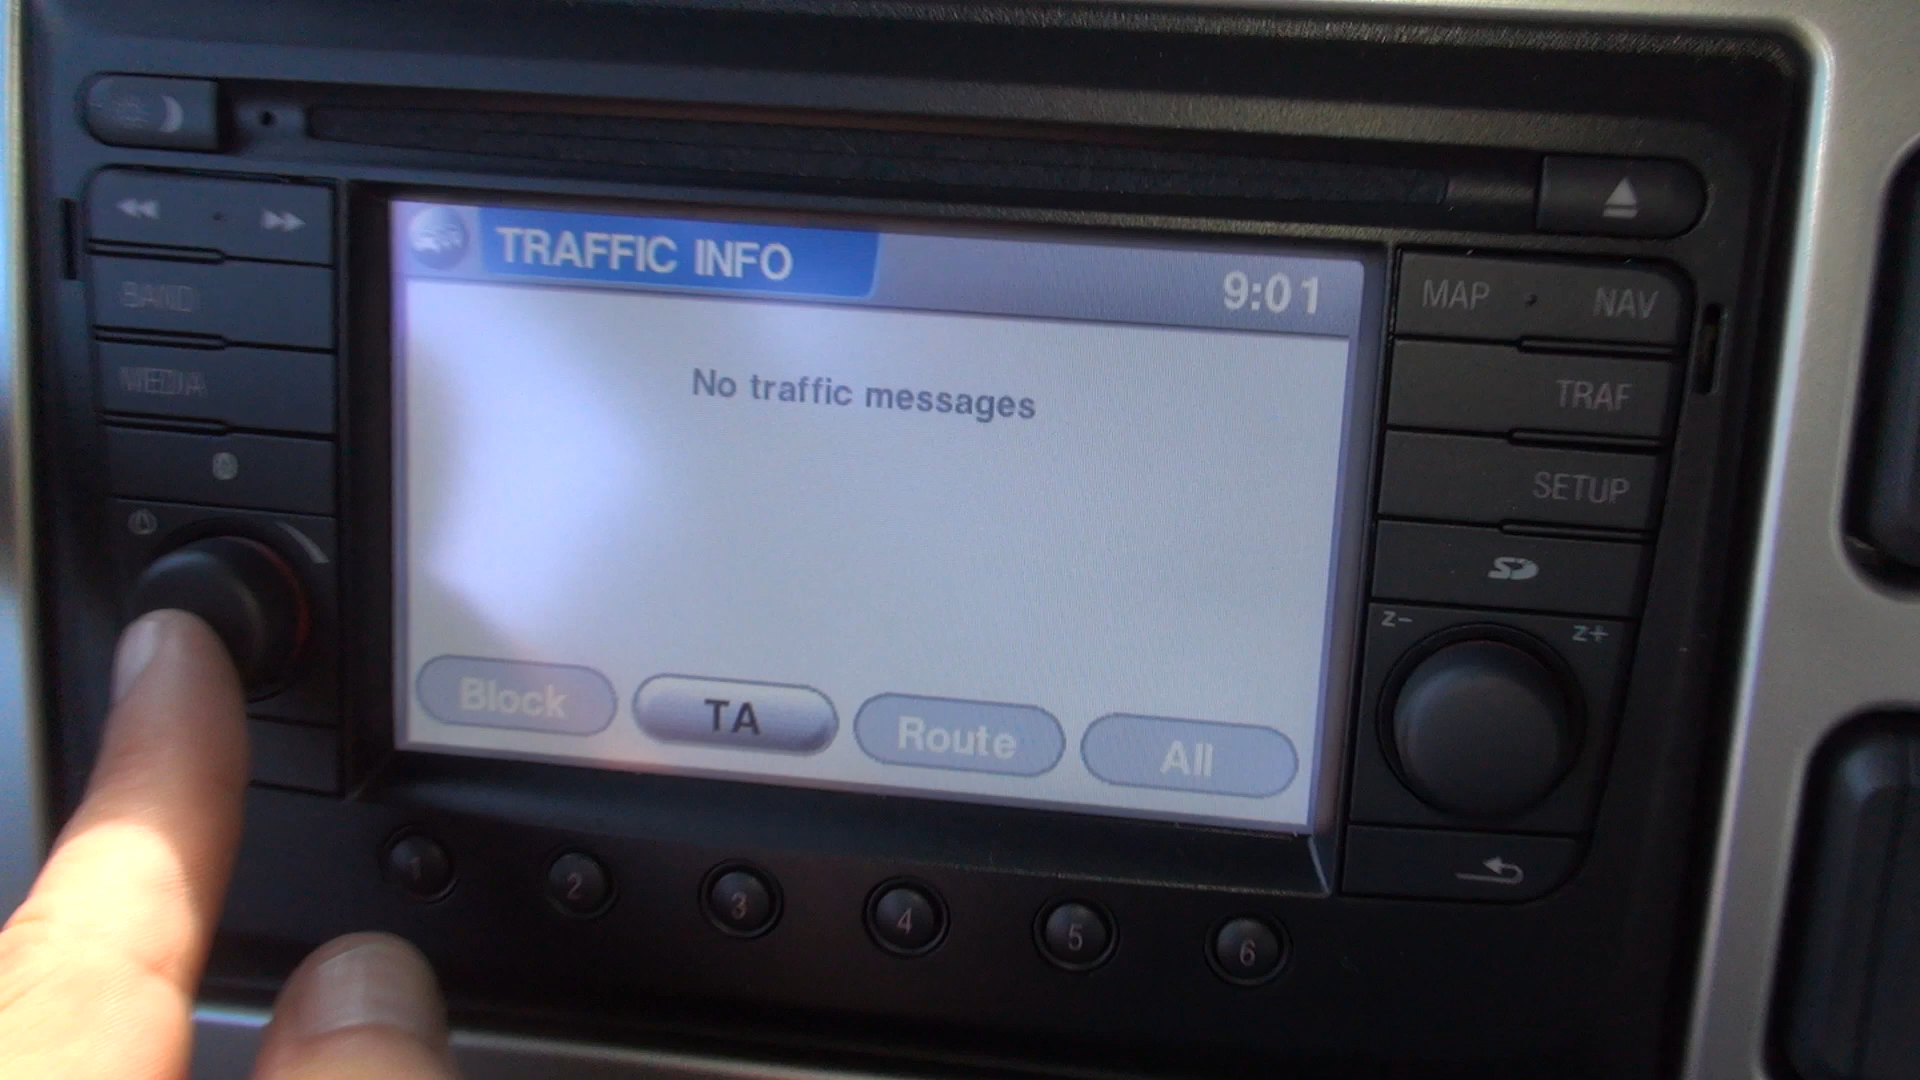 TRAFFIC INFO
9:01
No traffic messages
Block
TA
Route
All
BAND
MEDIA
MAP · NAV
TRAF
SETUP
SD
Z-
Z+
1
2
3
4
5
6